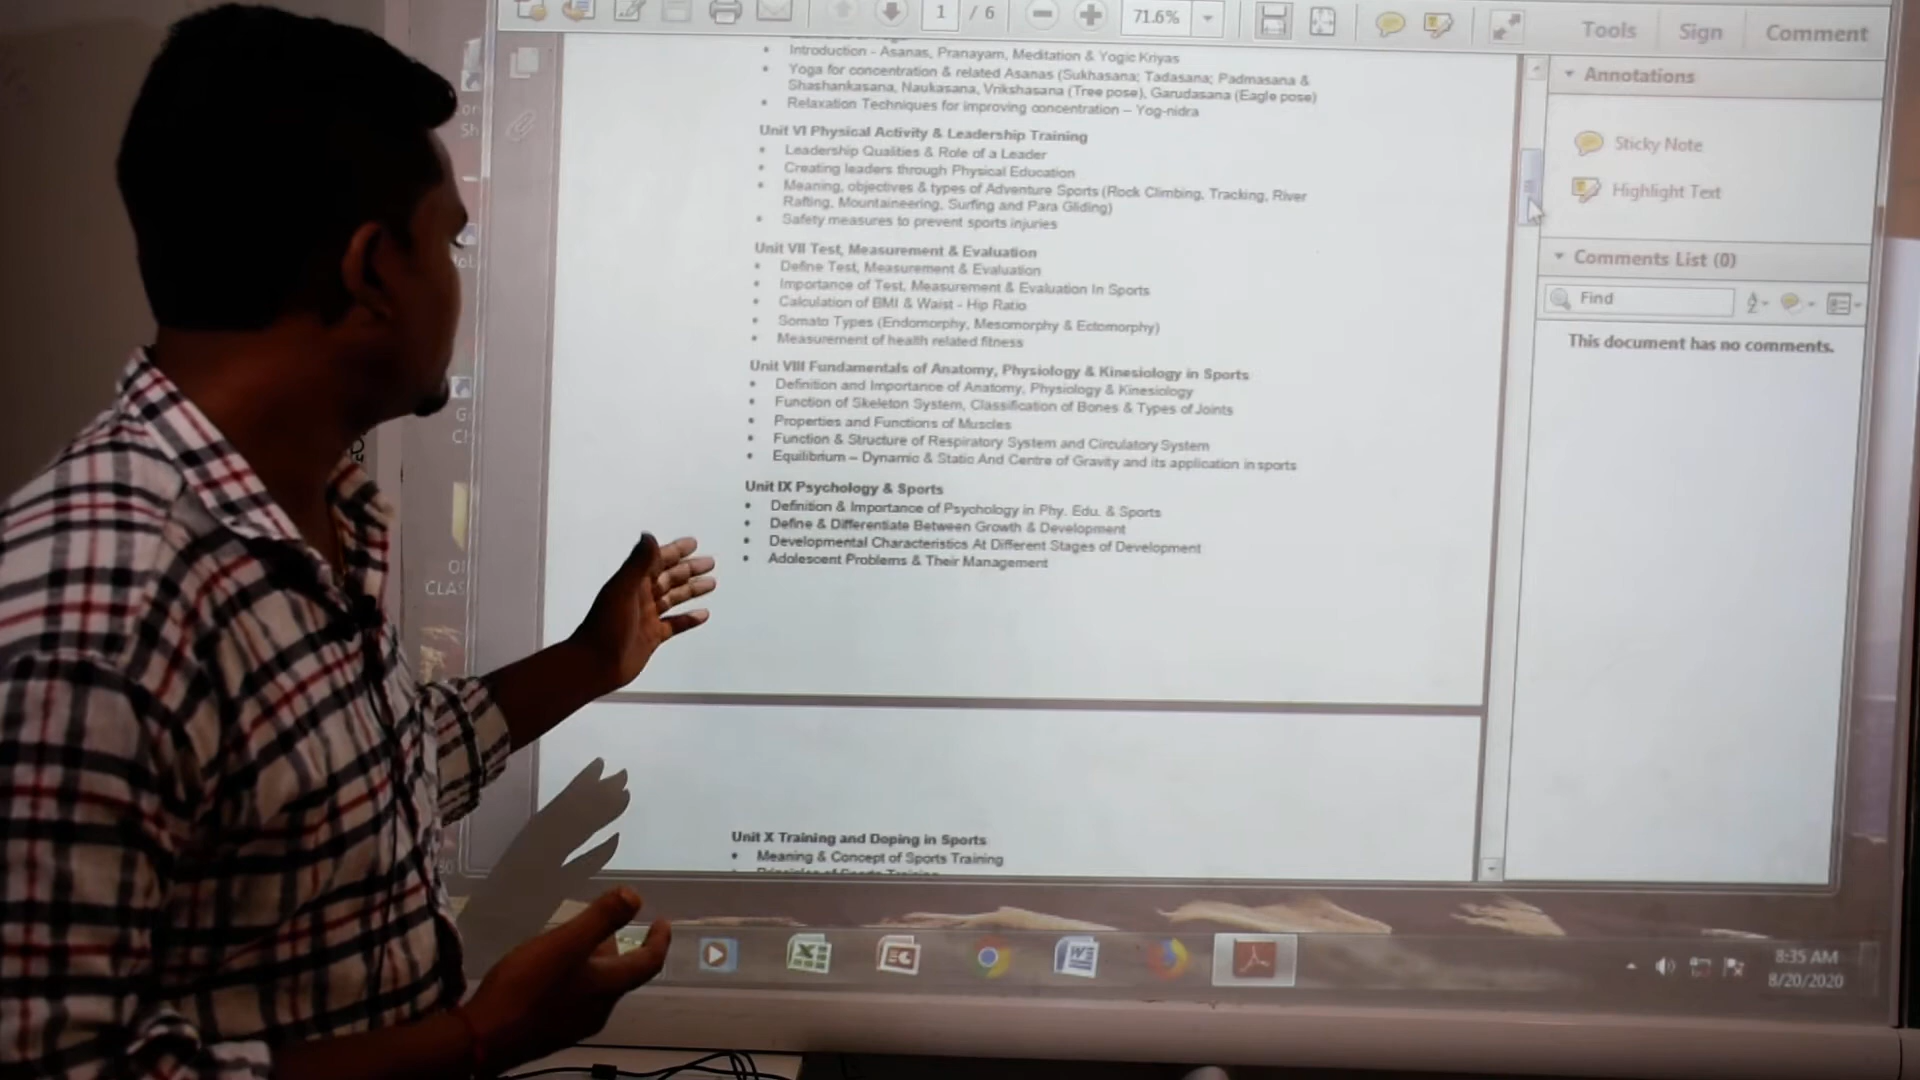 1 / 6
71.6%
Tools
Sign
Comment
Introduction - Asanas, Pranayam, Meditation & Yogic Kriyas
Yoga for concentration & related Asanas (Sukhasana; Tadasana; Padmasana &
Shashankasana, Naukasana, Vrikshasana (Tree pose), Garudasana (Eagle pose)
Relaxation Techniques for improving concentration – Yog-nidra
Unit VI Physical Activity & Leadership Training
Leadership Qualities & Role of a Leader
Creating leaders through Physical Education
Meaning, objectives & types of Adventure Sports (Rock Climbing, Tracking, River
Rafting, Mountaineering, Surfing and Para Gliding)
Safety measures to prevent sports injuries
Unit VII Test, Measurement & Evaluation
Define Test, Measurement & Evaluation
Importance of Test, Measurement & Evaluation In Sports
Calculation of BMI & Waist - Hip Ratio
Somato Types (Endomorphy, Mesomorphy & Ectomorphy)
Measurement of health related fitness
Unit VIII Fundamentals of Anatomy, Physiology & Kinesiology in Sports
Definition and Importance of Anatomy, Physiology & Kinesiology
Function of Skeleton System, Classification of Bones & Types of Joints
Properties and Functions of Muscles
Function & Structure of Respiratory System and Circulatory System
Equilibrium – Dynamic & Static And Centre of Gravity and its application in sports
Unit IX Psychology & Sports
Definition & Importance of Psychology in Phy. Edu. & Sports
Define & Differentiate Between Growth & Development
Developmental Characteristics At Different Stages of Development
Adolescent Problems & Their Management
Unit X Training and Doping in Sports
Meaning & Concept of Sports Training
Principles of Sports Training
Annotations
Sticky Note
Highlight Text
Comments List (0)
Find
This document has no comments.
8:35 AM
8/20/2020